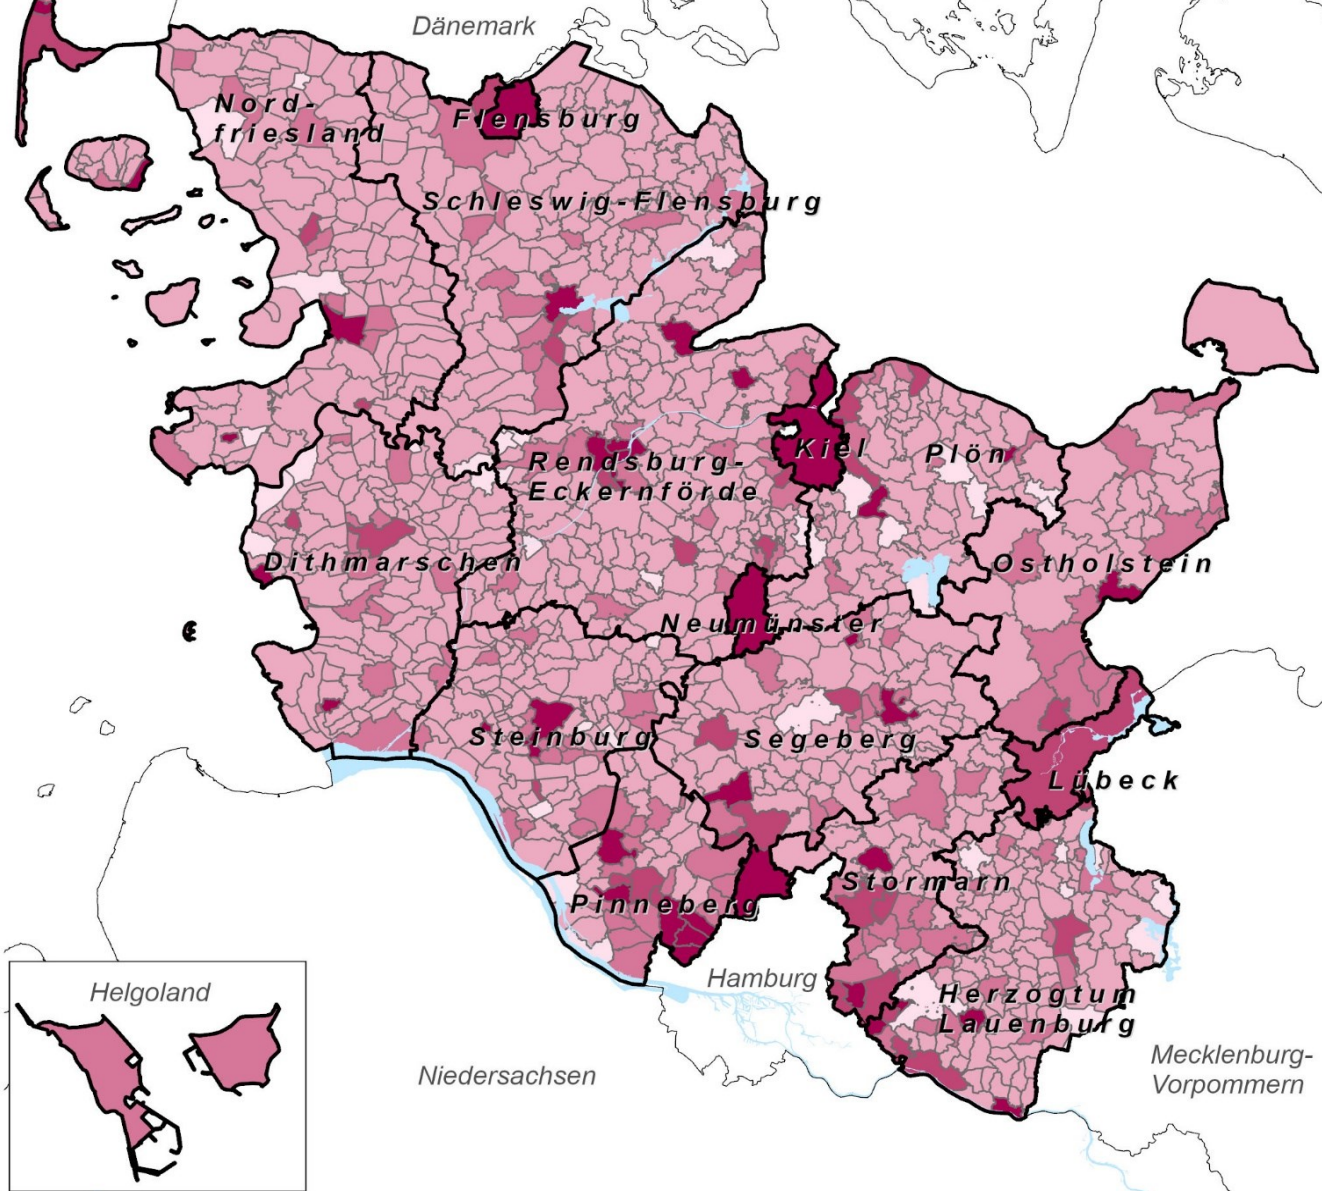 Dänemark
Nord-
friesland
Flensburg
Schleswig-Flensburg
Rendsburg-
Eckernförde
Kiel
Plön
Dithmarschen
Ostholstein
Neumünster
Steinburg
Segeberg
Lübeck
Stormarn
Pinneberg
Hamburg
Helgoland
Herzogtum
Lauenburg
Niedersachsen
Mecklenburg-
Vorpommern